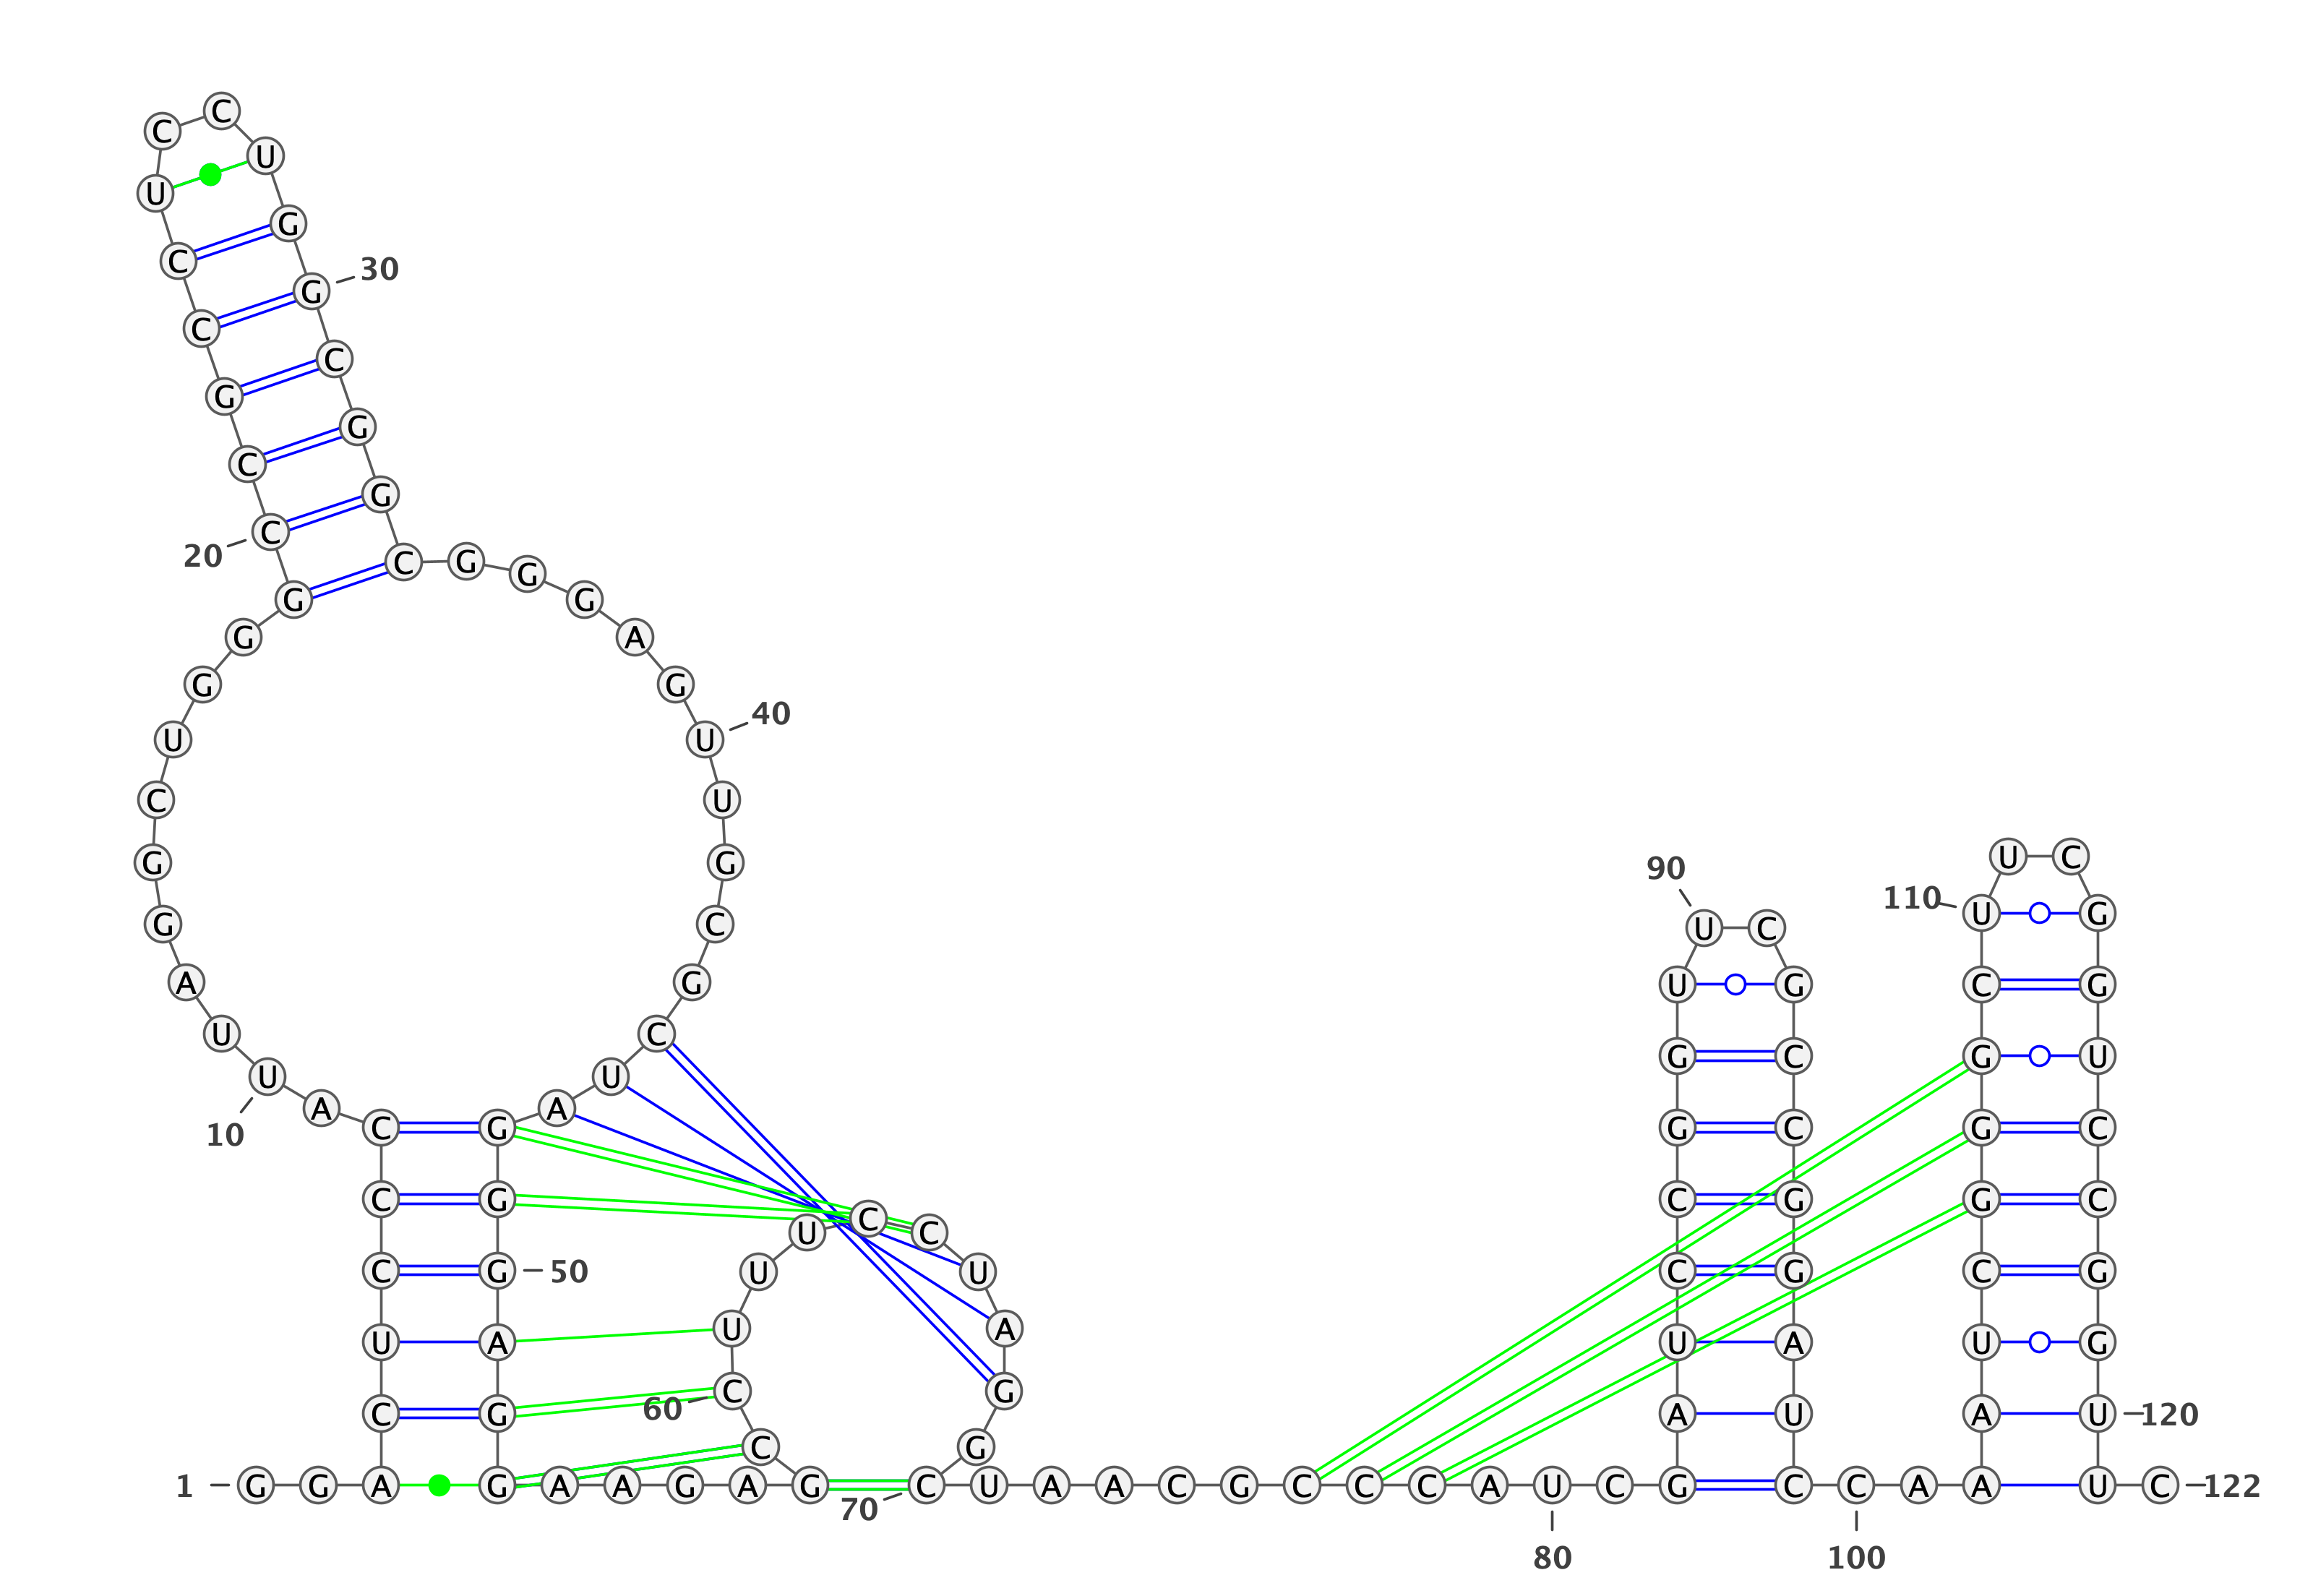 C C
U
U
G
C 30
G
C
C
G
G
C
G
C 20
C G G
G G
G A
G G
40
U U
C U
U C
G G
90
110 U G
G C U C
A G U G C G
U C
G C G U
U U
A A
C G G C G C
10
C G C G G C
C
U C
C G 50 U U C G C G
U A
U A U A U G
C G
60 C G A U A U 120
C G
1 G G A G A A G A G C U A A C G C C C A U C G C C A A U C 122
70
80 100